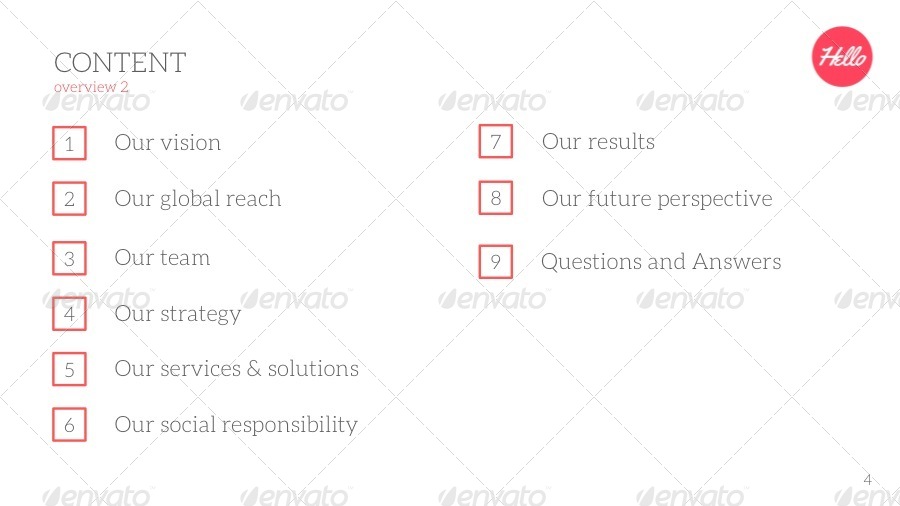 CONTENT
overview 2
Hello
1 Our vision
2 Our global reach
3 Our team
4 Our strategy
5 Our services & solutions
6 Our social responsibility
7 Our results
8 Our future perspective
9 Questions and Answers
4
envato envato envato envato envato
envato envato envato envato envato
envato envato envato envato envato